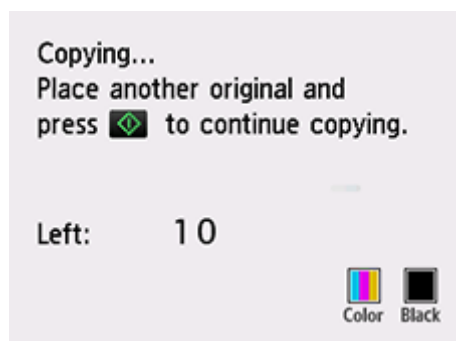 Copying...
Place another original and
press to continue copying.
Left: 10
Color Black